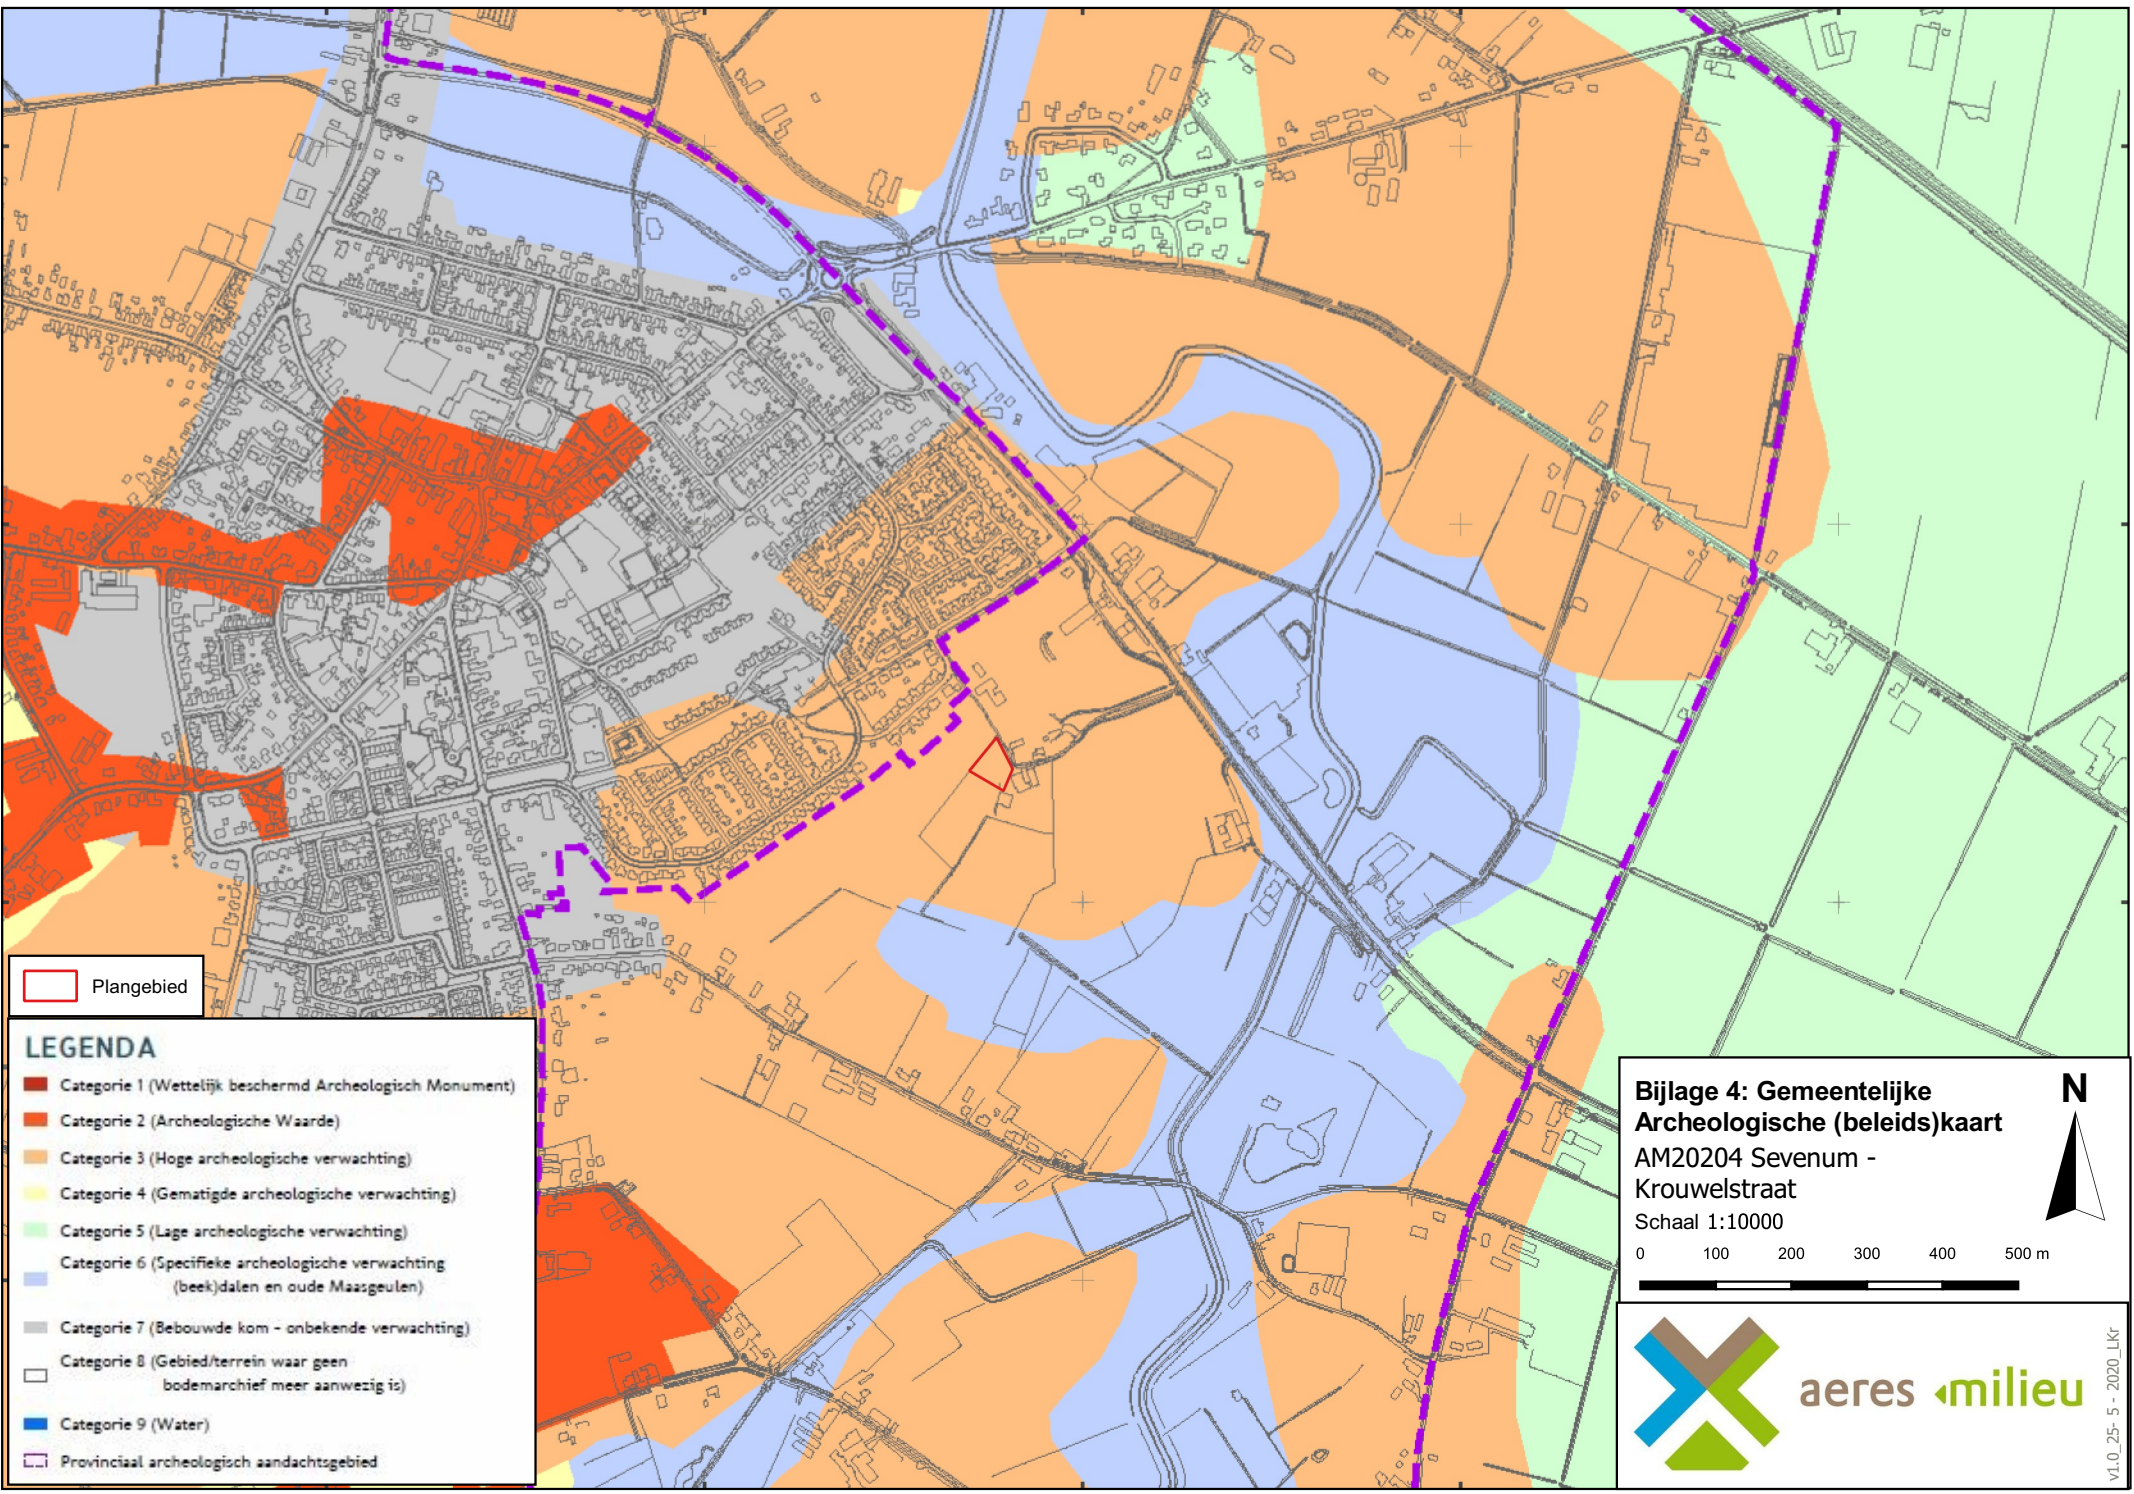 Plangebied
LEGENDA
Categorie 1 (Wettelijk beschermd Archeologisch Monument)
Categorie 2 (Archeologische Waarde)
Categorie 3 (Hoge archeologische verwachting)
Categorie 4 (Gematigde archeologische verwachting)
Categorie 5 (Lage archeologische verwachting)
Categorie 6 (Specifieke archeologische verwachting
(beek)dalen en oude Maasgeulen)
Categorie 7 (Bebouwde kom - onbekende verwachting)
Categorie 8 (Gebied/terrein waar geen
bodemarchief meer aanwezig is)
Categorie 9 (Water)
Provinciaal archeologisch aandachtsgebied
Bijlage 4: Gemeentelijke
Archeologische (beleids)kaart
AM20204 Sevenum -
Krouwelstraat
Schaal 1:10000
N
0 100 200 300 400 500 m
aeres milieu
v1.0_25- 5 - 2020_LKr